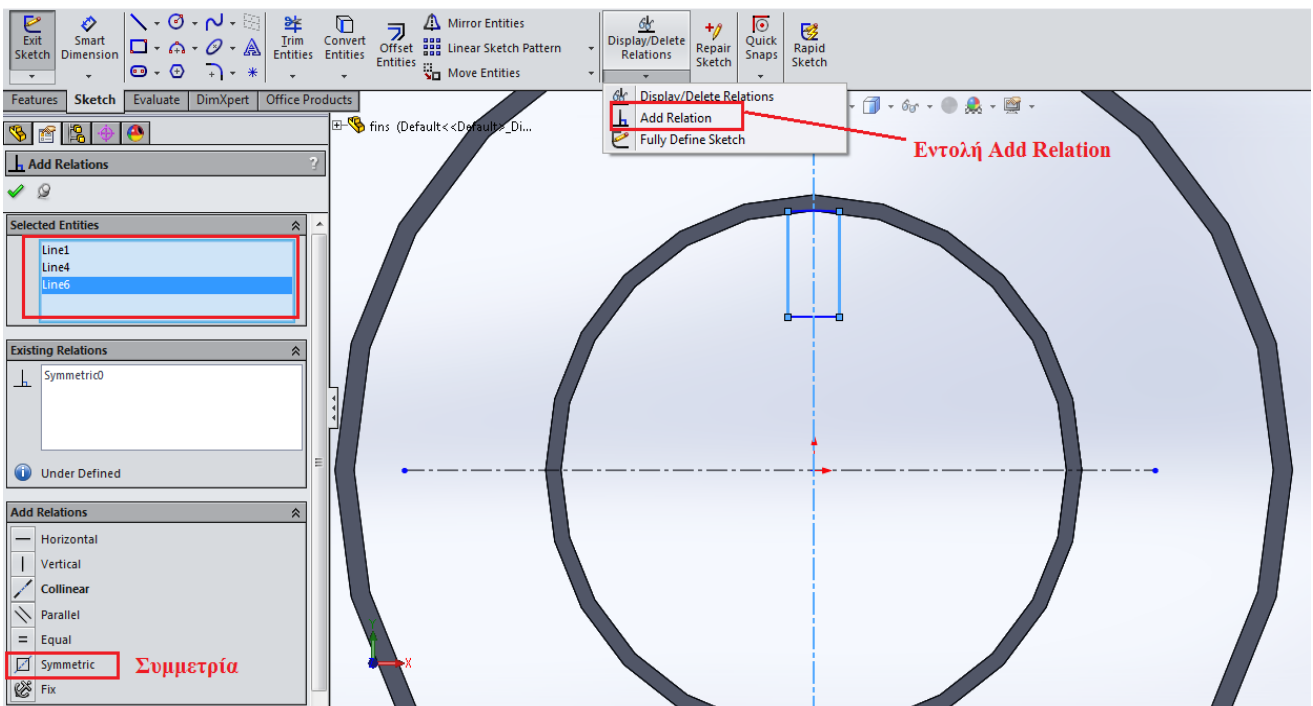 Exit Sketch
Smart Dimension
Trim Entities
Convert Entities
Offset Entities
Mirror Entities
Linear Sketch Pattern
Move Entities
Display/Delete Relations
Repair Sketch
Quick Snaps
Rapid Sketch
Features
Sketch
Evaluate
DimXpert
Office Products
Display/Delete Relations
Add Relation
Fully Define Sketch
Εντολή Add Relation
fins (Default<<Default>_Di...
Add Relations
?
Selected Entities
Line1
Line4
Line6
Existing Relations
Symmetric0
Under Defined
Add Relations
Horizontal
Vertical
Collinear
Parallel
Equal
Symmetric
Συμμετρία
Fix
Y
X